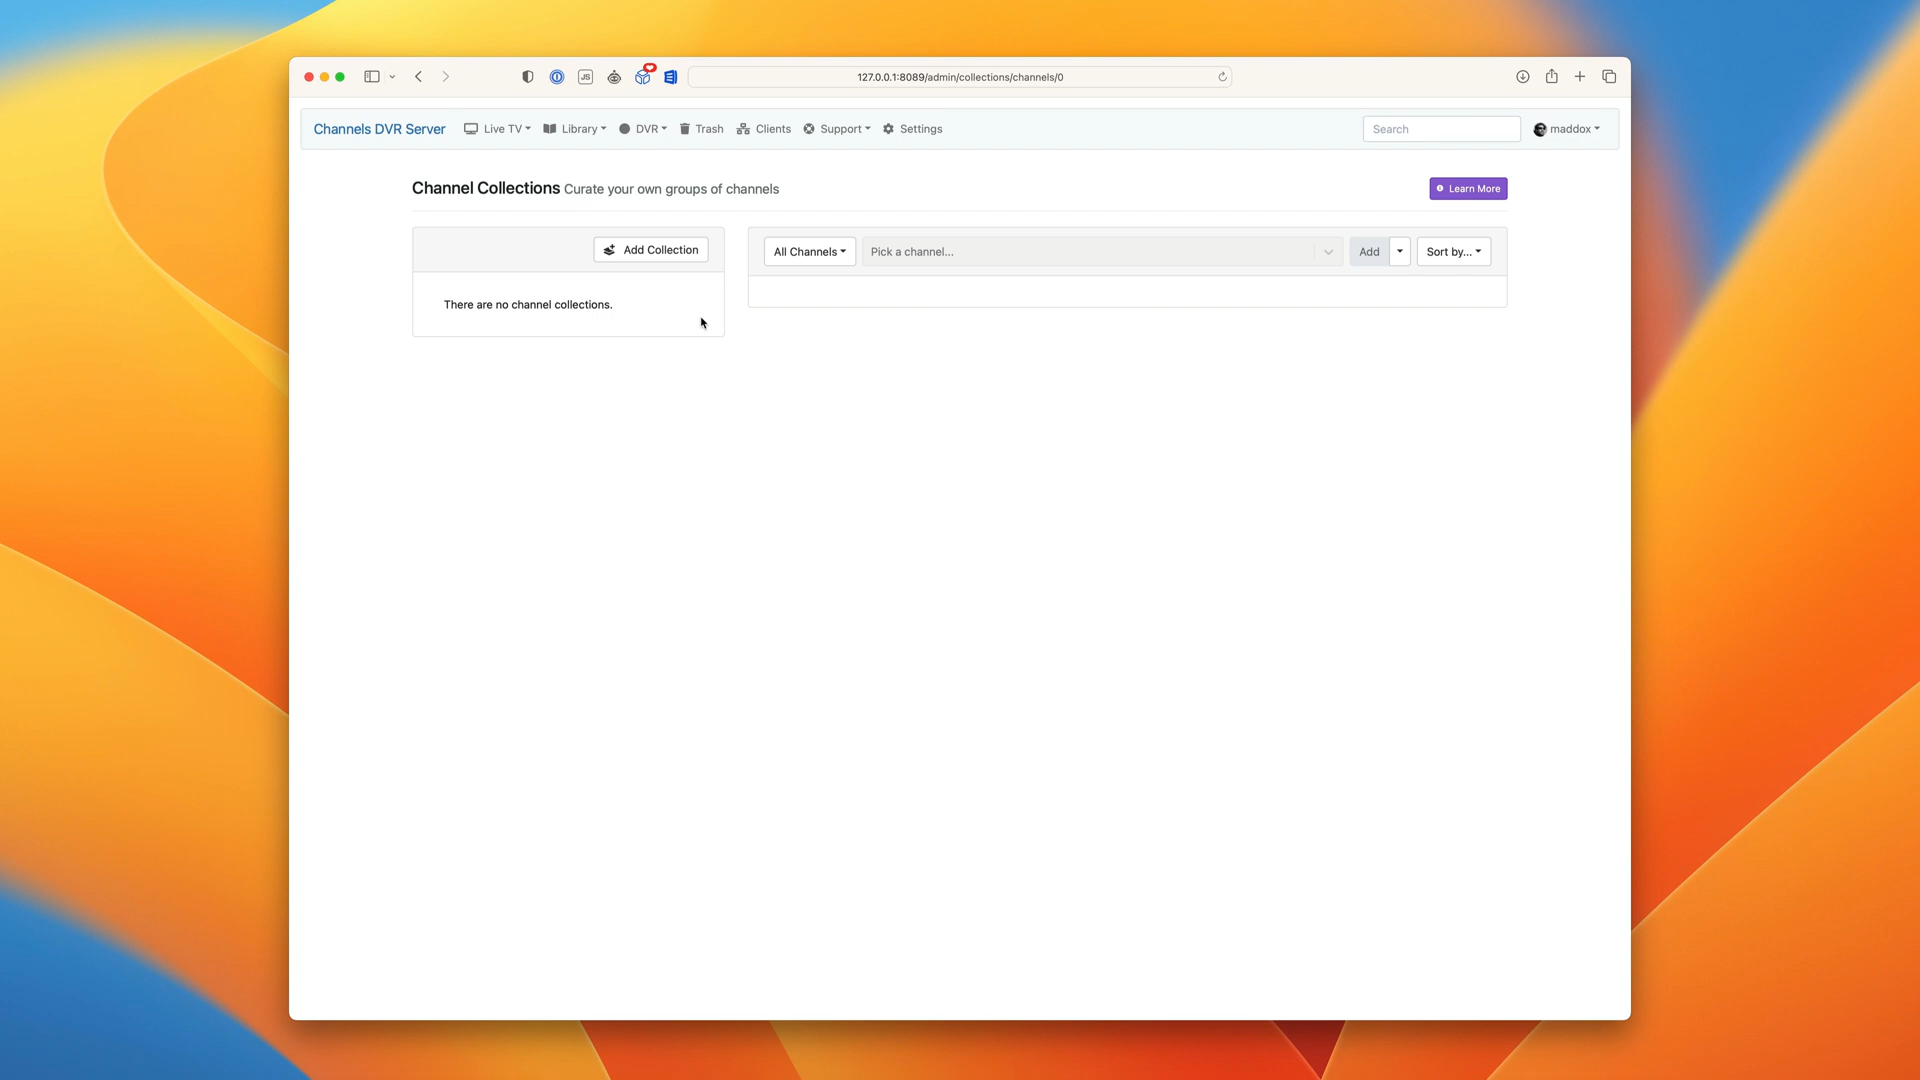 JS
127.0.0.1:8089/admin/collections/channels/0
Channels DVR Server Live TV Library DVR Trash Clients Support Settings Search maddox
Channel Collections Curate your own groups of channels Learn More
Add Collection
All Channels Pick a channel... Add Sort by...
There are no channel collections.